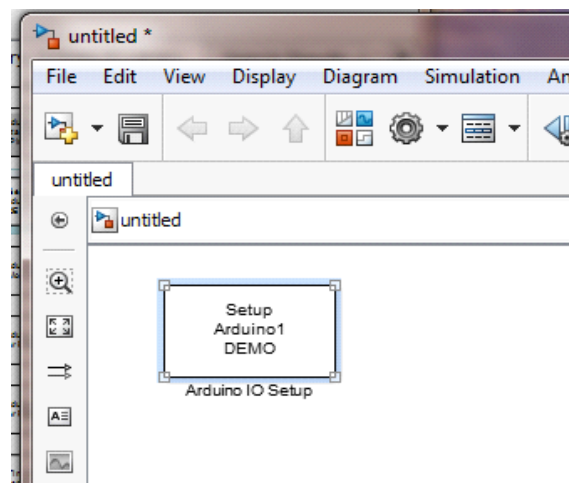 untitled *
File Edit View Display Diagram Simulation
untitled
untitled
Setup
Arduino1
DEMO
Arduino IO Setup